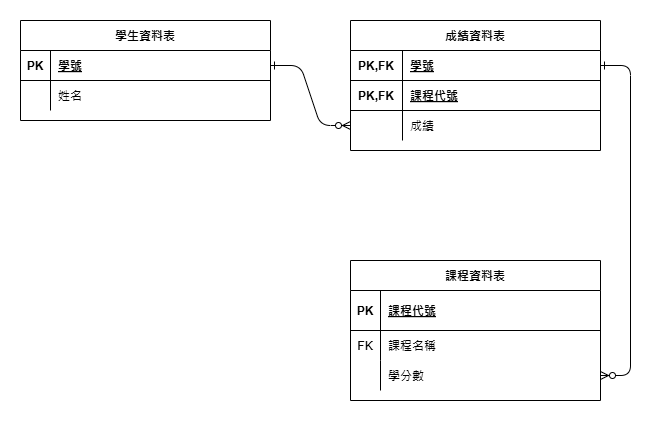 學生資料表
PK 學號
姓名
成績資料表
PK,FK 學號
PK,FK 課程代號
成績
課程資料表
PK 課程代號
FK 課程名稱
學分數